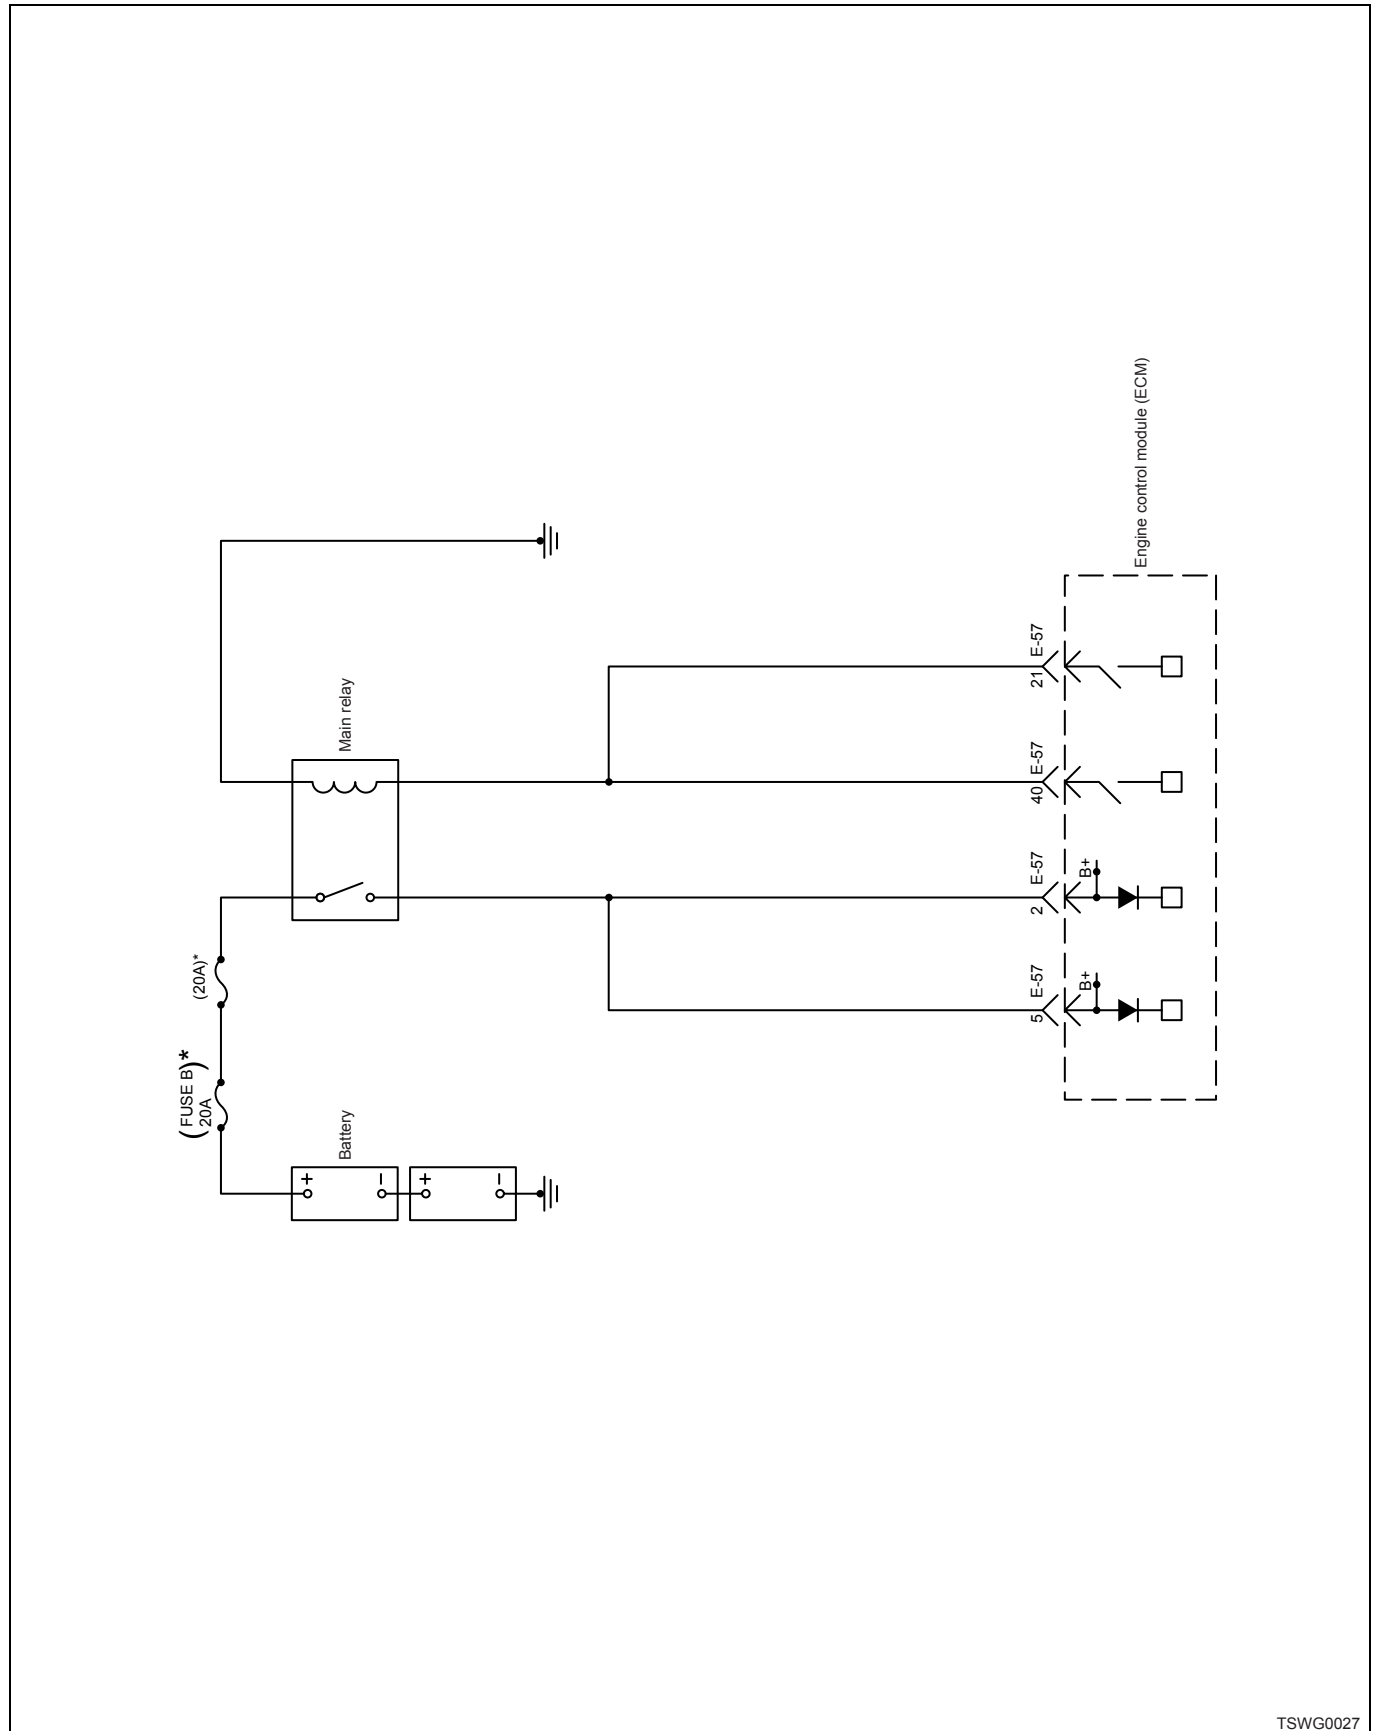 Engine control module (ECM)
21 E-57
Main relay
40 E-57
2 E-57
B+
(20A)*
5 E-57
B+
(FUSE B)*
20A
Battery
+
−
+
−
TSWG0027